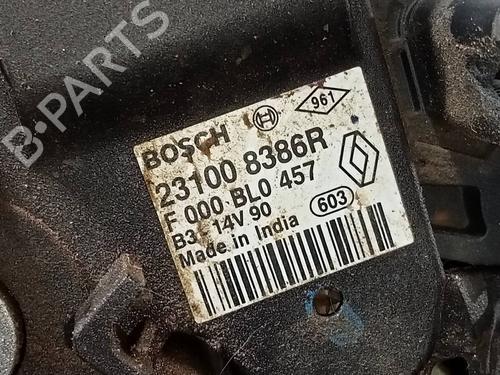 B-PARTS
BOSCH
961
23100 8386R
F 000 BL0 457
B3 14V 90
603
Made in India